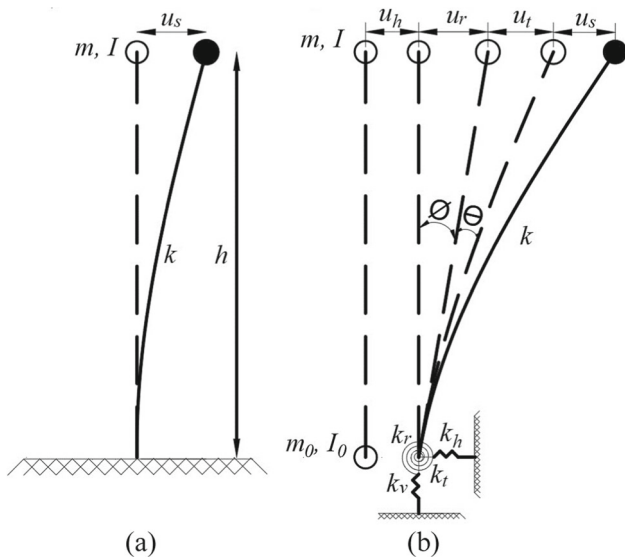 u_s
m, I
k
h
(a)
u_h u_r u_t u_s
m, I
Ø Θ
k
m_0, I_0
k_r k_h
k_t
k_v
(b)